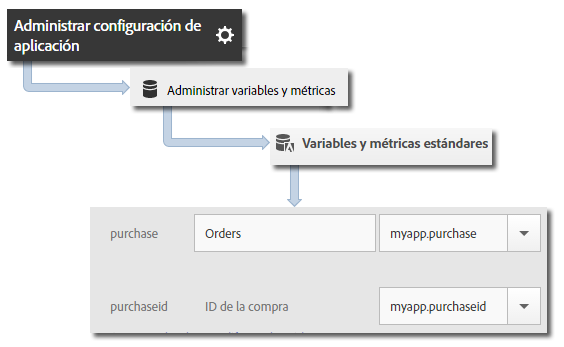 Administrar configuración de
aplicación
Administrar variables y métricas
Variables y métricas estándares
purchase Orders myapp.purchase
purchaseid ID de la compra myapp.purchaseid